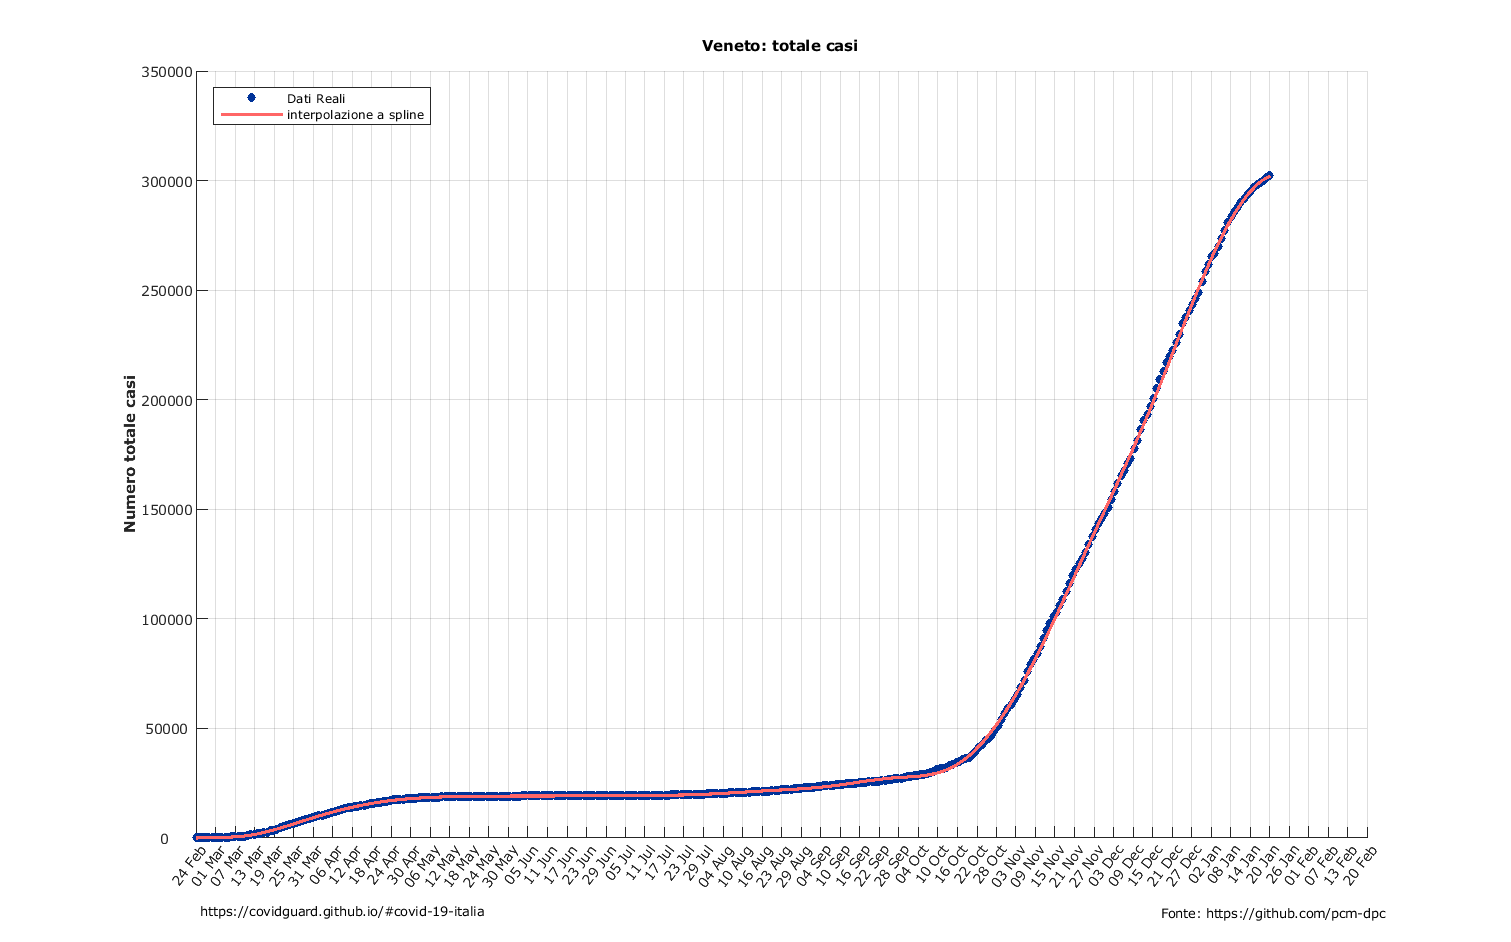 Veneto: totale casi
350000
300000
250000
200000
150000
100000
50000
0
Numero totale casi
Dati Reali
interpolazione a spline
24 Feb
01 Mar
07 Mar
13 Mar
19 Mar
25 Mar
31 Mar
06 Apr
12 Apr
18 Apr
24 Apr
30 Apr
06 May
12 May
18 May
24 May
30 May
05 Jun
11 Jun
17 Jun
23 Jun
29 Jun
05 Jul
11 Jul
17 Jul
23 Jul
29 Jul
04 Aug
10 Aug
16 Aug
23 Aug
29 Aug
04 Sep
10 Sep
16 Sep
22 Sep
28 Sep
04 Oct
10 Oct
16 Oct
22 Oct
28 Oct
03 Nov
09 Nov
15 Nov
21 Nov
27 Nov
03 Dec
09 Dec
15 Dec
21 Dec
27 Dec
02 Jan
08 Jan
14 Jan
20 Jan
26 Jan
01 Feb
07 Feb
13 Feb
20 Feb
https://covidguard.github.io/#covid-19-italia
Fonte: https://github.com/pcm-dpc